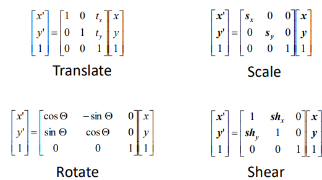 [x'] [1 0 t_x] [x]
[y'] = [0 1 t_y] [y]
[1] [0 0 1] [1]
Translate
[x'] [s_x 0 0] [x]
[y'] = [0 s_y 0] [y]
[1] [0 0 1] [1]
Scale
[x'] [cos Θ -sin Θ 0] [x]
[y'] = [sin Θ cos Θ 0] [y]
[1] [0 0 1] [1]
Rotate
[x'] [1 sh_x 0] [x]
[y'] = [sh_y 1 0] [y]
[1] [0 0 1] [1]
Shear